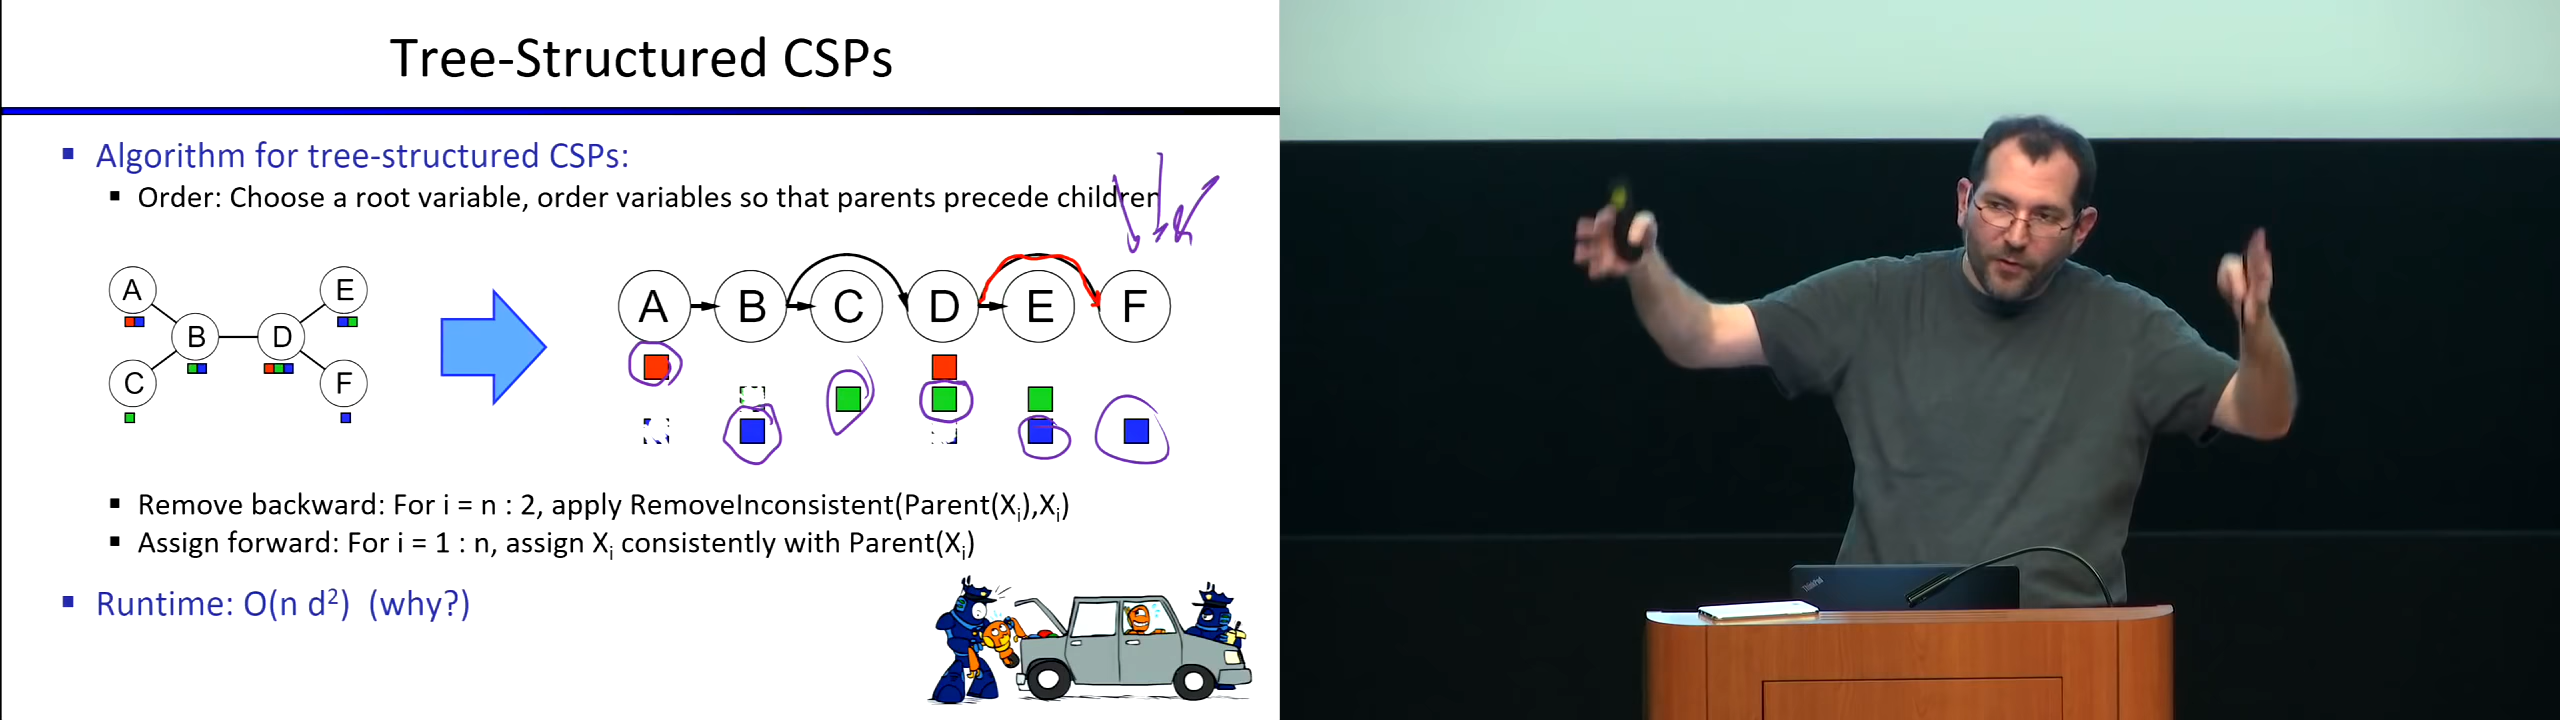 Tree-Structured CSPs
▪ Algorithm for tree-structured CSPs:
▪ Order: Choose a root variable, order variables so that parents precede children
A
E
B
D
C
F
A B C D E F
▪ Remove backward: For i = n : 2, apply RemoveInconsistent(Parent(Xi),Xi)
▪ Assign forward: For i = 1 : n, assign Xi consistently with Parent(Xi)
▪ Runtime: O(n d²) (why?)
ThinkPad